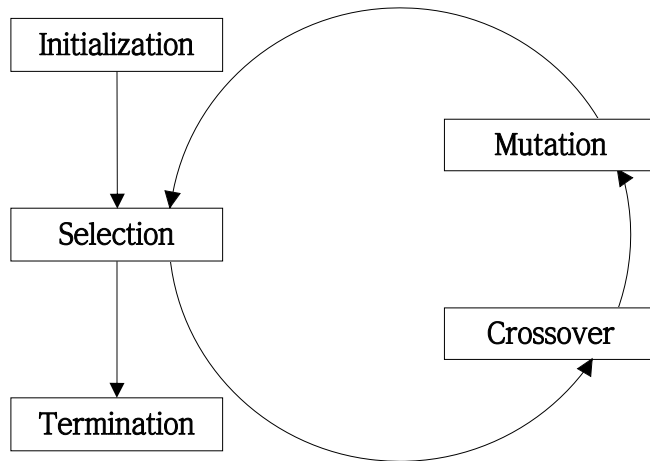 Initialization
Mutation
Selection
Crossover
Termination